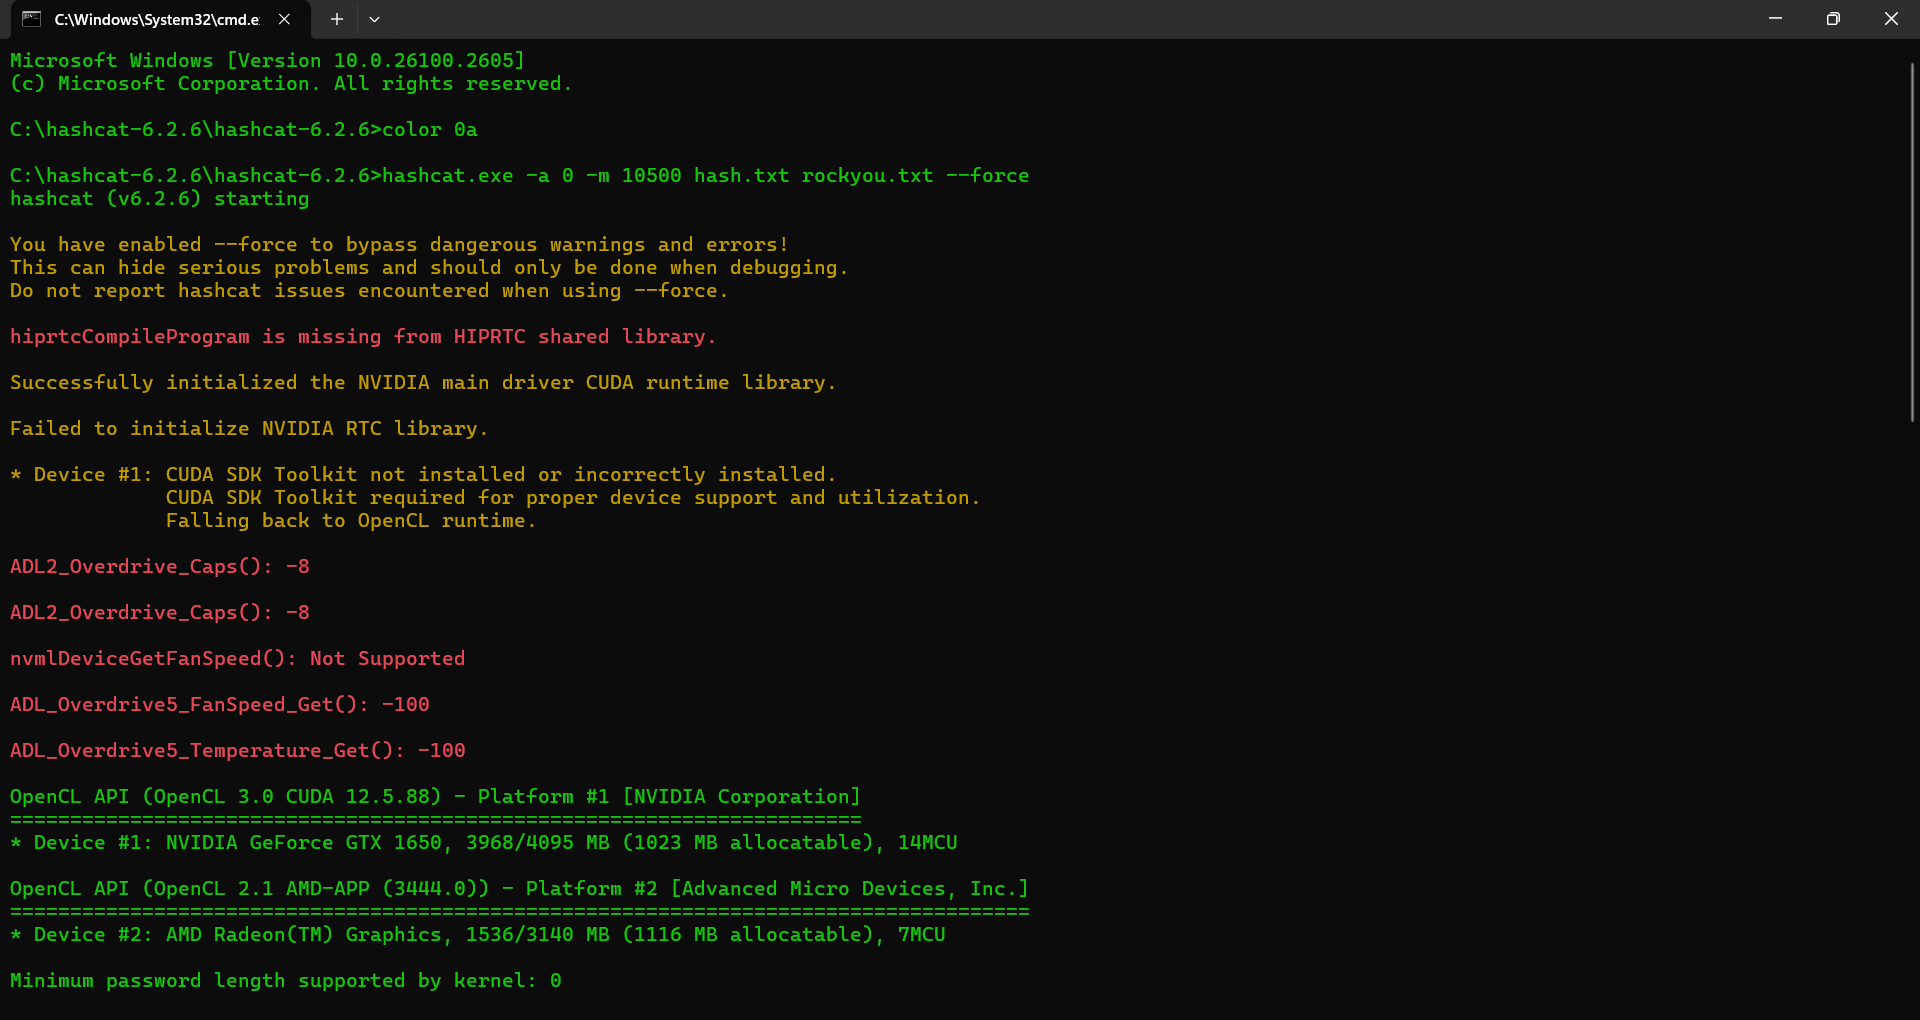 C:\Windows\System32\cmd.e
Microsoft Windows [Version 10.0.26100.2605]
(c) Microsoft Corporation. All rights reserved.
C:\hashcat-6.2.6\hashcat-6.2.6>color 0a
C:\hashcat-6.2.6\hashcat-6.2.6>hashcat.exe -a 0 -m 10500 hash.txt rockyou.txt --force
hashcat (v6.2.6) starting
You have enabled --force to bypass dangerous warnings and errors!
This can hide serious problems and should only be done when debugging.
Do not report hashcat issues encountered when using --force.
hiprtcCompileProgram is missing from HIPRTC shared library.
Successfully initialized the NVIDIA main driver CUDA runtime library.
Failed to initialize NVIDIA RTC library.
* Device #1: CUDA SDK Toolkit not installed or incorrectly installed.
CUDA SDK Toolkit required for proper device support and utilization.
Falling back to OpenCL runtime.
ADL2_Overdrive_Caps(): -8
ADL2_Overdrive_Caps(): -8
nvmlDeviceGetFanSpeed(): Not Supported
ADL_Overdrive5_FanSpeed_Get(): -100
ADL_Overdrive5_Temperature_Get(): -100
OpenCL API (OpenCL 3.0 CUDA 12.5.88) - Platform #1 [NVIDIA Corporation]
=======================================================================
* Device #1: NVIDIA GeForce GTX 1650, 3968/4095 MB (1023 MB allocatable), 14MCU
OpenCL API (OpenCL 2.1 AMD-APP (3444.0)) - Platform #2 [Advanced Micro Devices, Inc.]
=====================================================================================
* Device #2: AMD Radeon(TM) Graphics, 1536/3140 MB (1116 MB allocatable), 7MCU
Minimum password length supported by kernel: 0